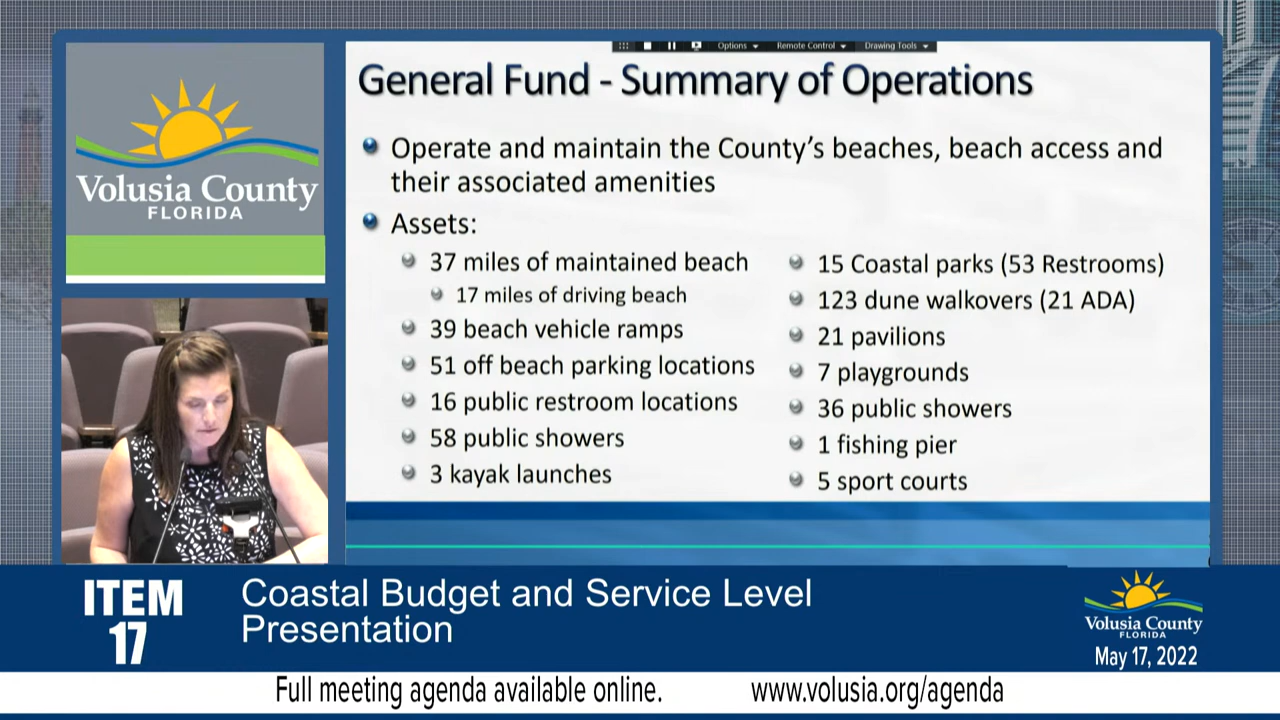 Options
Remote Control
Drawing Tools
General Fund - Summary of Operations
Operate and maintain the County's beaches, beach access and
their associated amenities
Assets:
37 miles of maintained beach
17 miles of driving beach
39 beach vehicle ramps
51 off beach parking locations
16 public restroom locations
58 public showers
3 kayak launches
15 Coastal parks (53 Restrooms)
123 dune walkovers (21 ADA)
21 pavilions
7 playgrounds
36 public showers
1 fishing pier
5 sport courts
Volusia County
FLORIDA
ITEM
17
Coastal Budget and Service Level
Presentation
Volusia County
FLORIDA
May 17, 2022
Full meeting agenda available online.
www.volusia.org/agenda